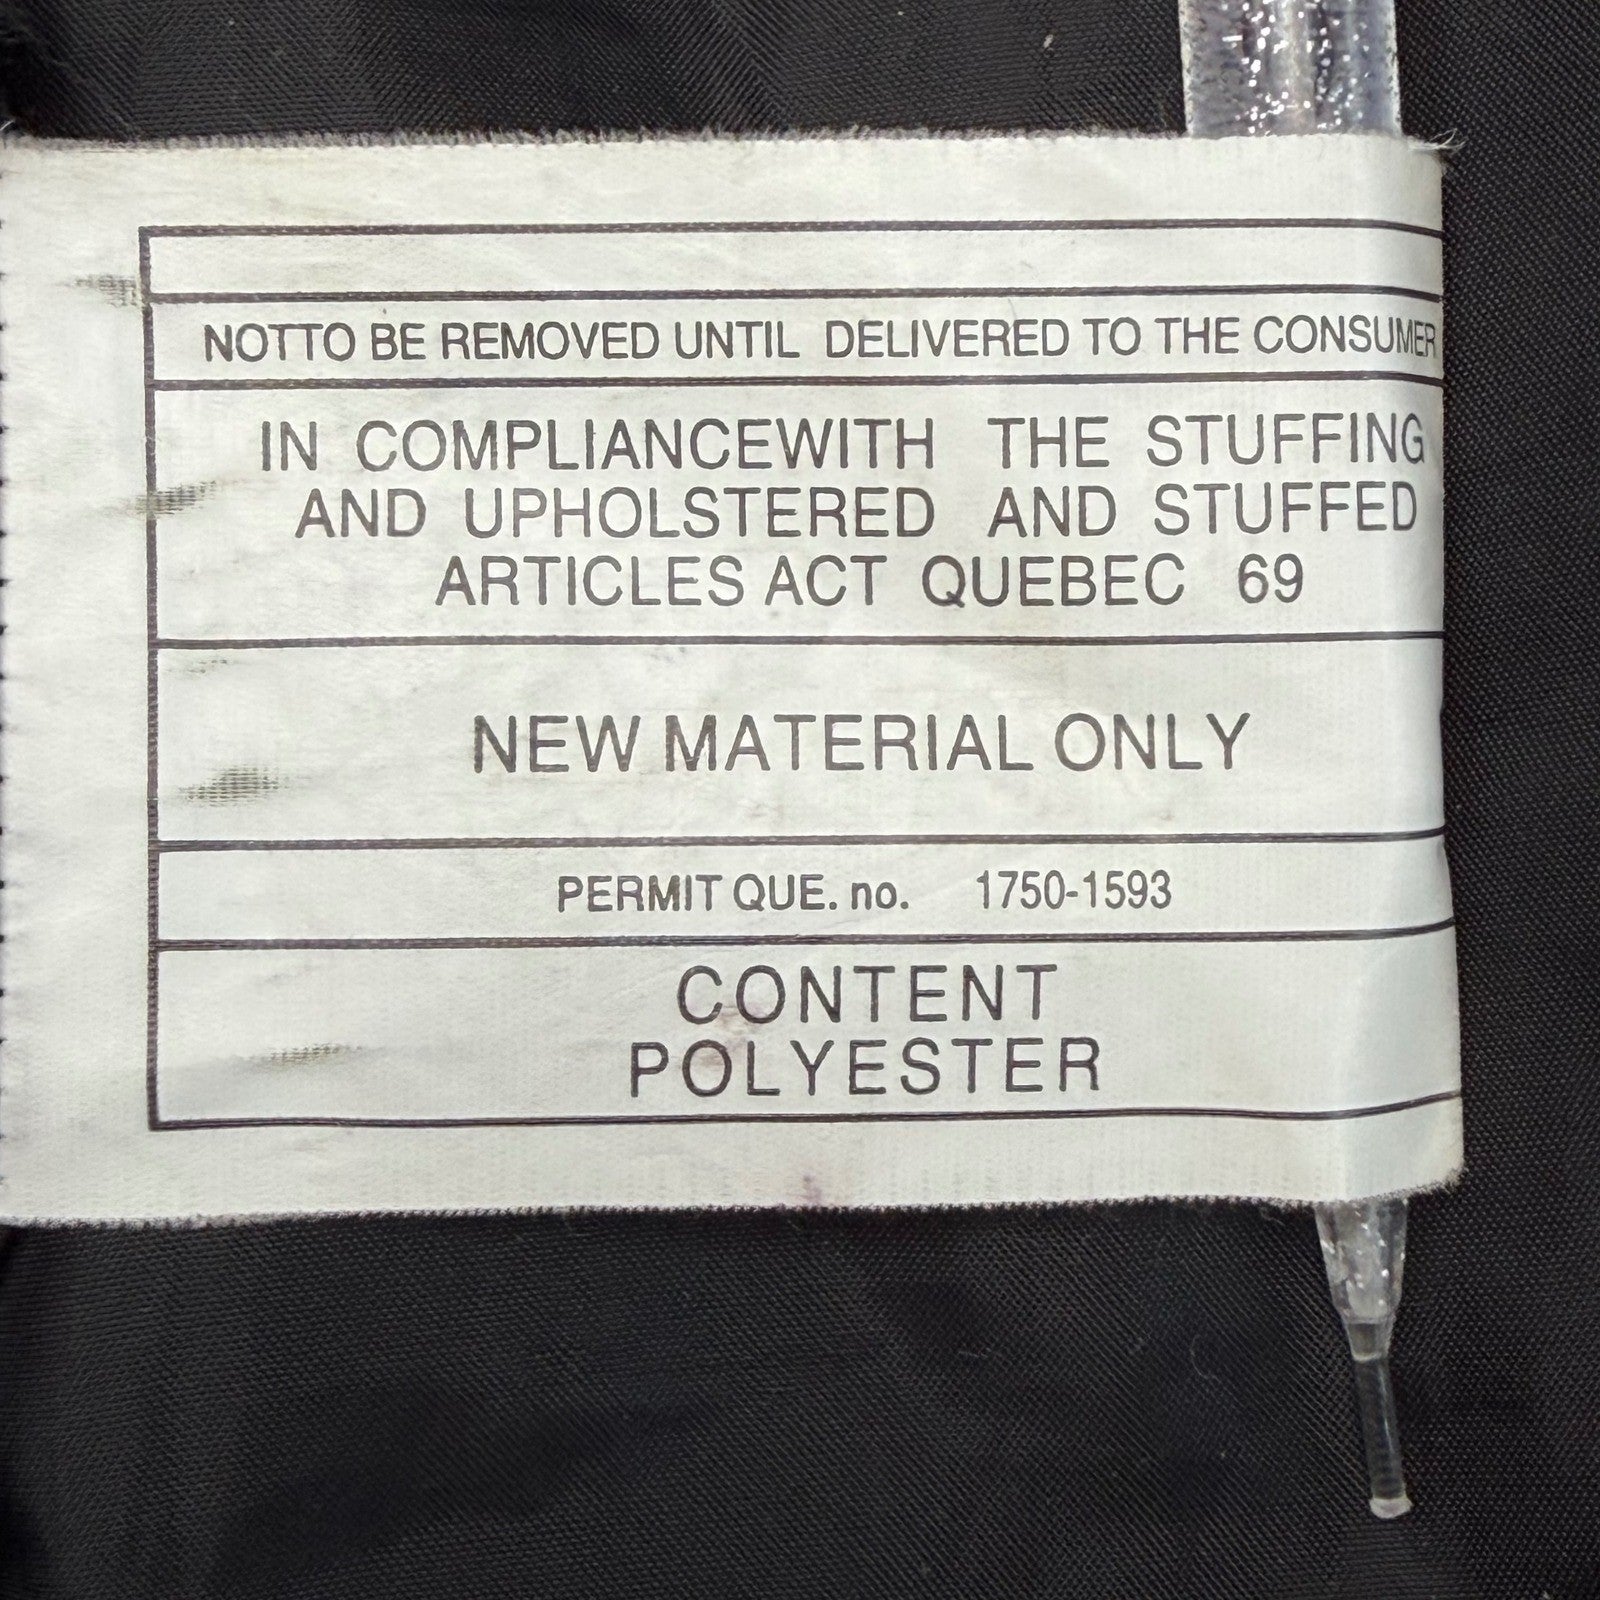 NOTTO BE REMOVED UNTIL DELIVERED TO THE CONSUMER
IN COMPLIANCEWITH THE STUFFING
AND UPHOLSTERED AND STUFFED
ARTICLES ACT QUEBEC 69
NEW MATERIAL ONLY
PERMIT QUE. no. 1750-1593
CONTENT
POLYESTER